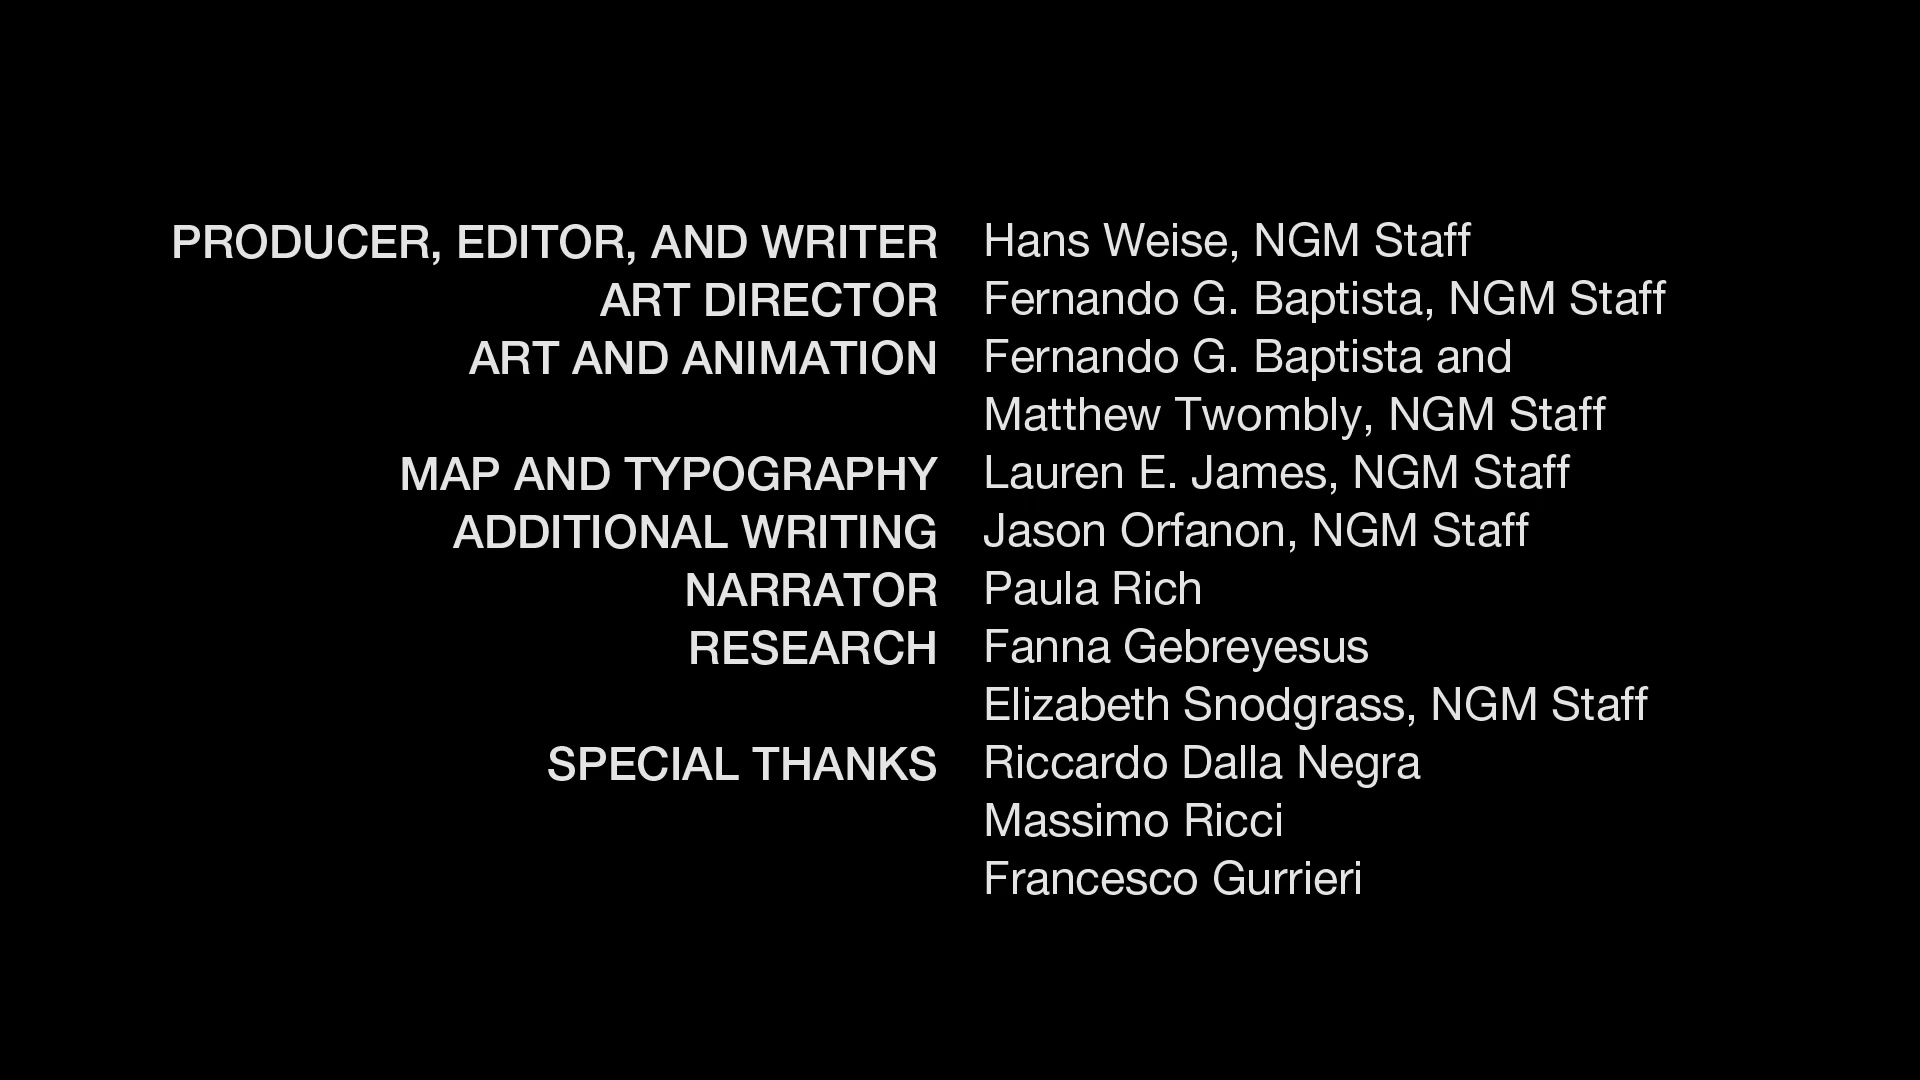 PRODUCER, EDITOR, AND WRITER Hans Weise, NGM Staff
ART DIRECTOR Fernando G. Baptista, NGM Staff
ART AND ANIMATION Fernando G. Baptista and
Matthew Twombly, NGM Staff
MAP AND TYPOGRAPHY Lauren E. James, NGM Staff
ADDITIONAL WRITING Jason Orfanon, NGM Staff
NARRATOR Paula Rich
RESEARCH Fanna Gebreyesus
Elizabeth Snodgrass, NGM Staff
SPECIAL THANKS Riccardo Dalla Negra
Massimo Ricci
Francesco Gurrieri